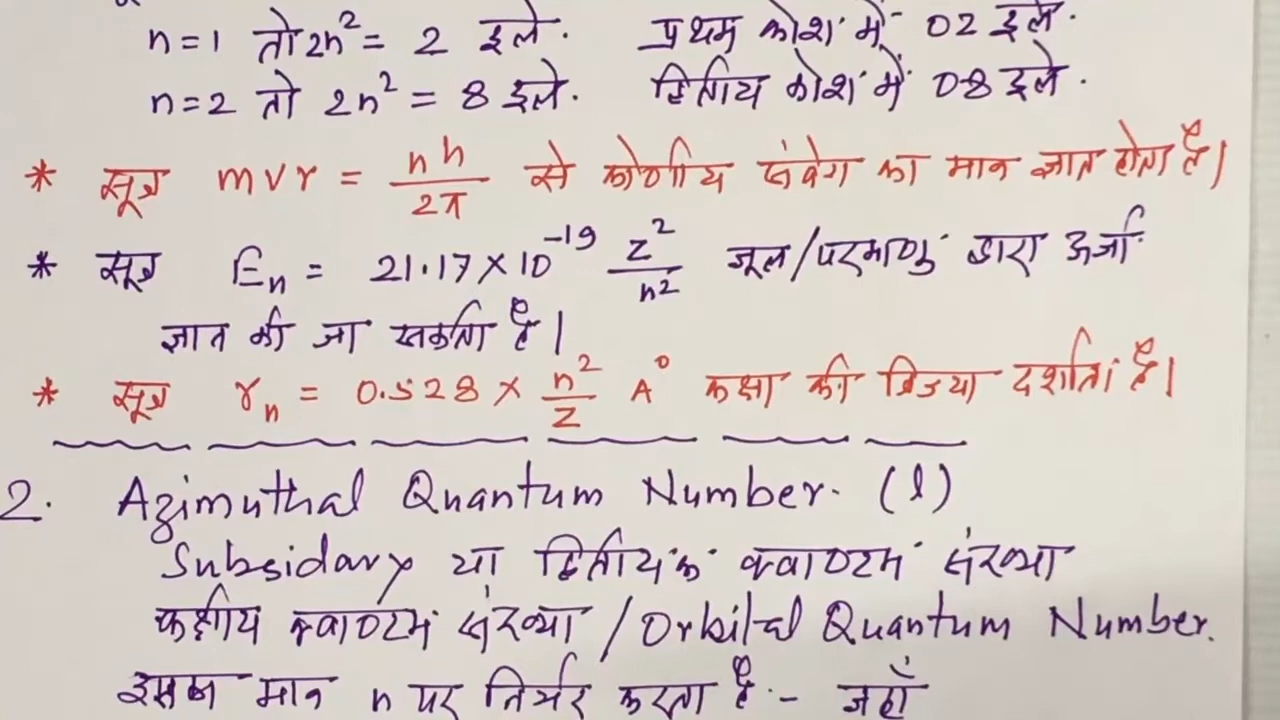 n=1 तो 2n² = 2 इले. प्रथम कोश में 02 इले.
n=2 तो 2n² = 8 इले. द्वितीय कोश में 08 इले.
* सूत्र mvr = nh/2π से कोणीय संवेग का मान ज्ञात होता है।
* सूत्र En = 21.17×10⁻¹⁹ z²/n² जूल/परमाणु द्वारा ऊर्जा
ज्ञात की जा सकती है।
* सूत्र rn = 0.528 × n²/z A° कक्षा की त्रिज्या दर्शाता है।
2. Azimuthal Quantum Number. (l)
Subsidary या द्वितीयक क्वाण्टम संख्या
कक्षीय क्वाण्टम संख्या / Orbital Quantum Number.
इसका मान n पर निर्भर करता है - जहाँ